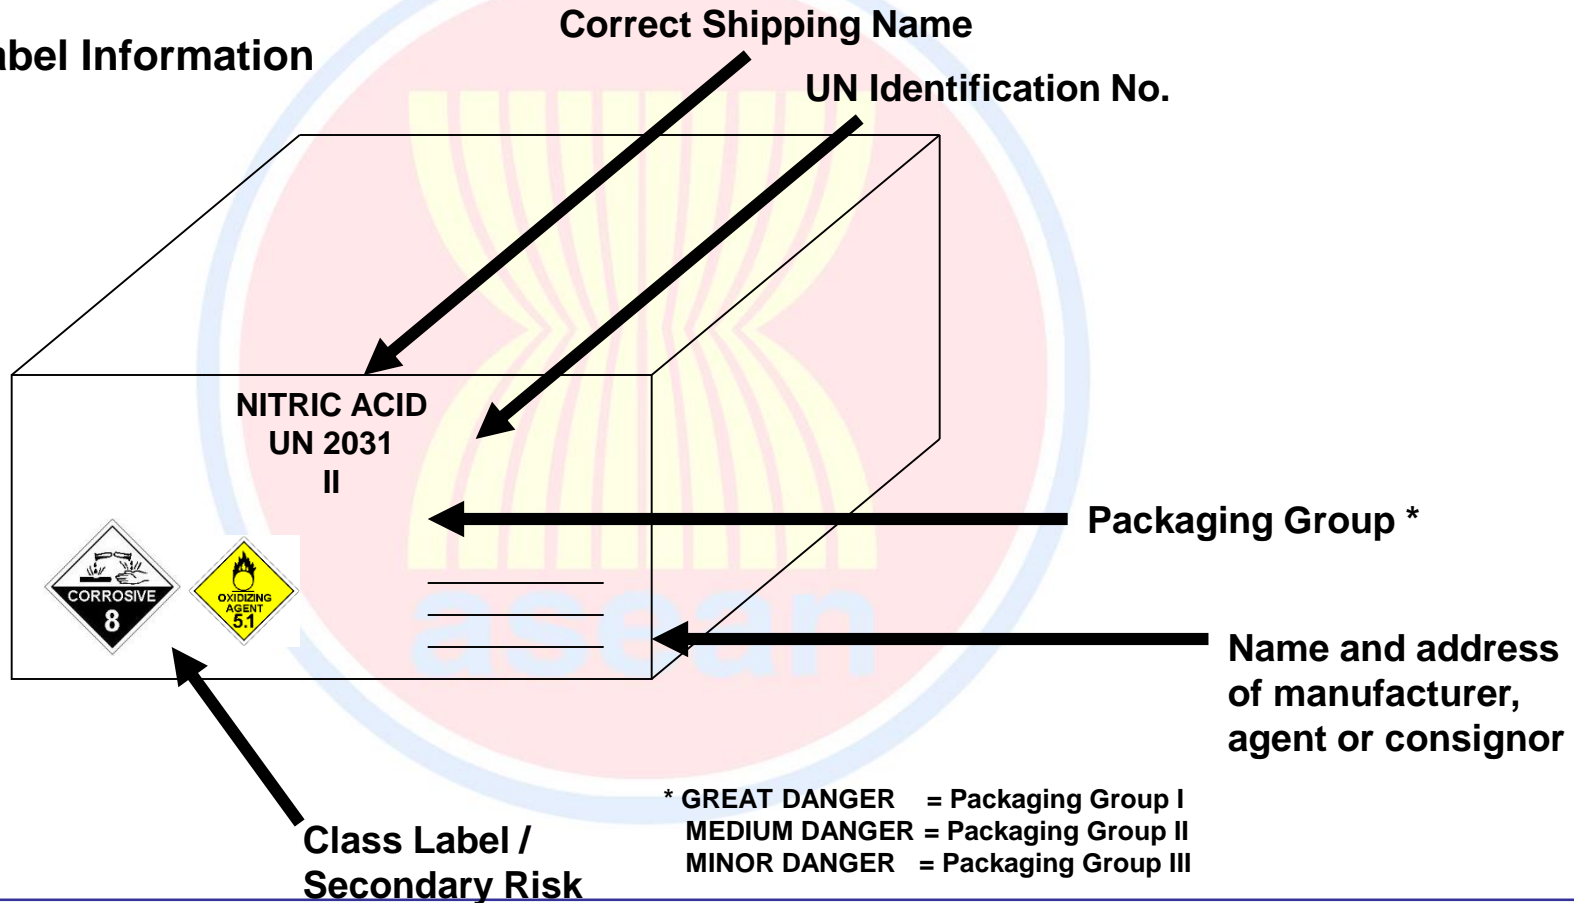 abel Information
Correct Shipping Name
UN Identification No.
NITRIC ACID
UN 2031
II
CORROSIVE
8
OXIDIZING
AGENT
5.1
Packaging Group *
asean
Name and address
of manufacturer,
agent or consignor
* GREAT DANGER = Packaging Group I
MEDIUM DANGER = Packaging Group II
MINOR DANGER = Packaging Group III
Class Label /
Secondary Risk